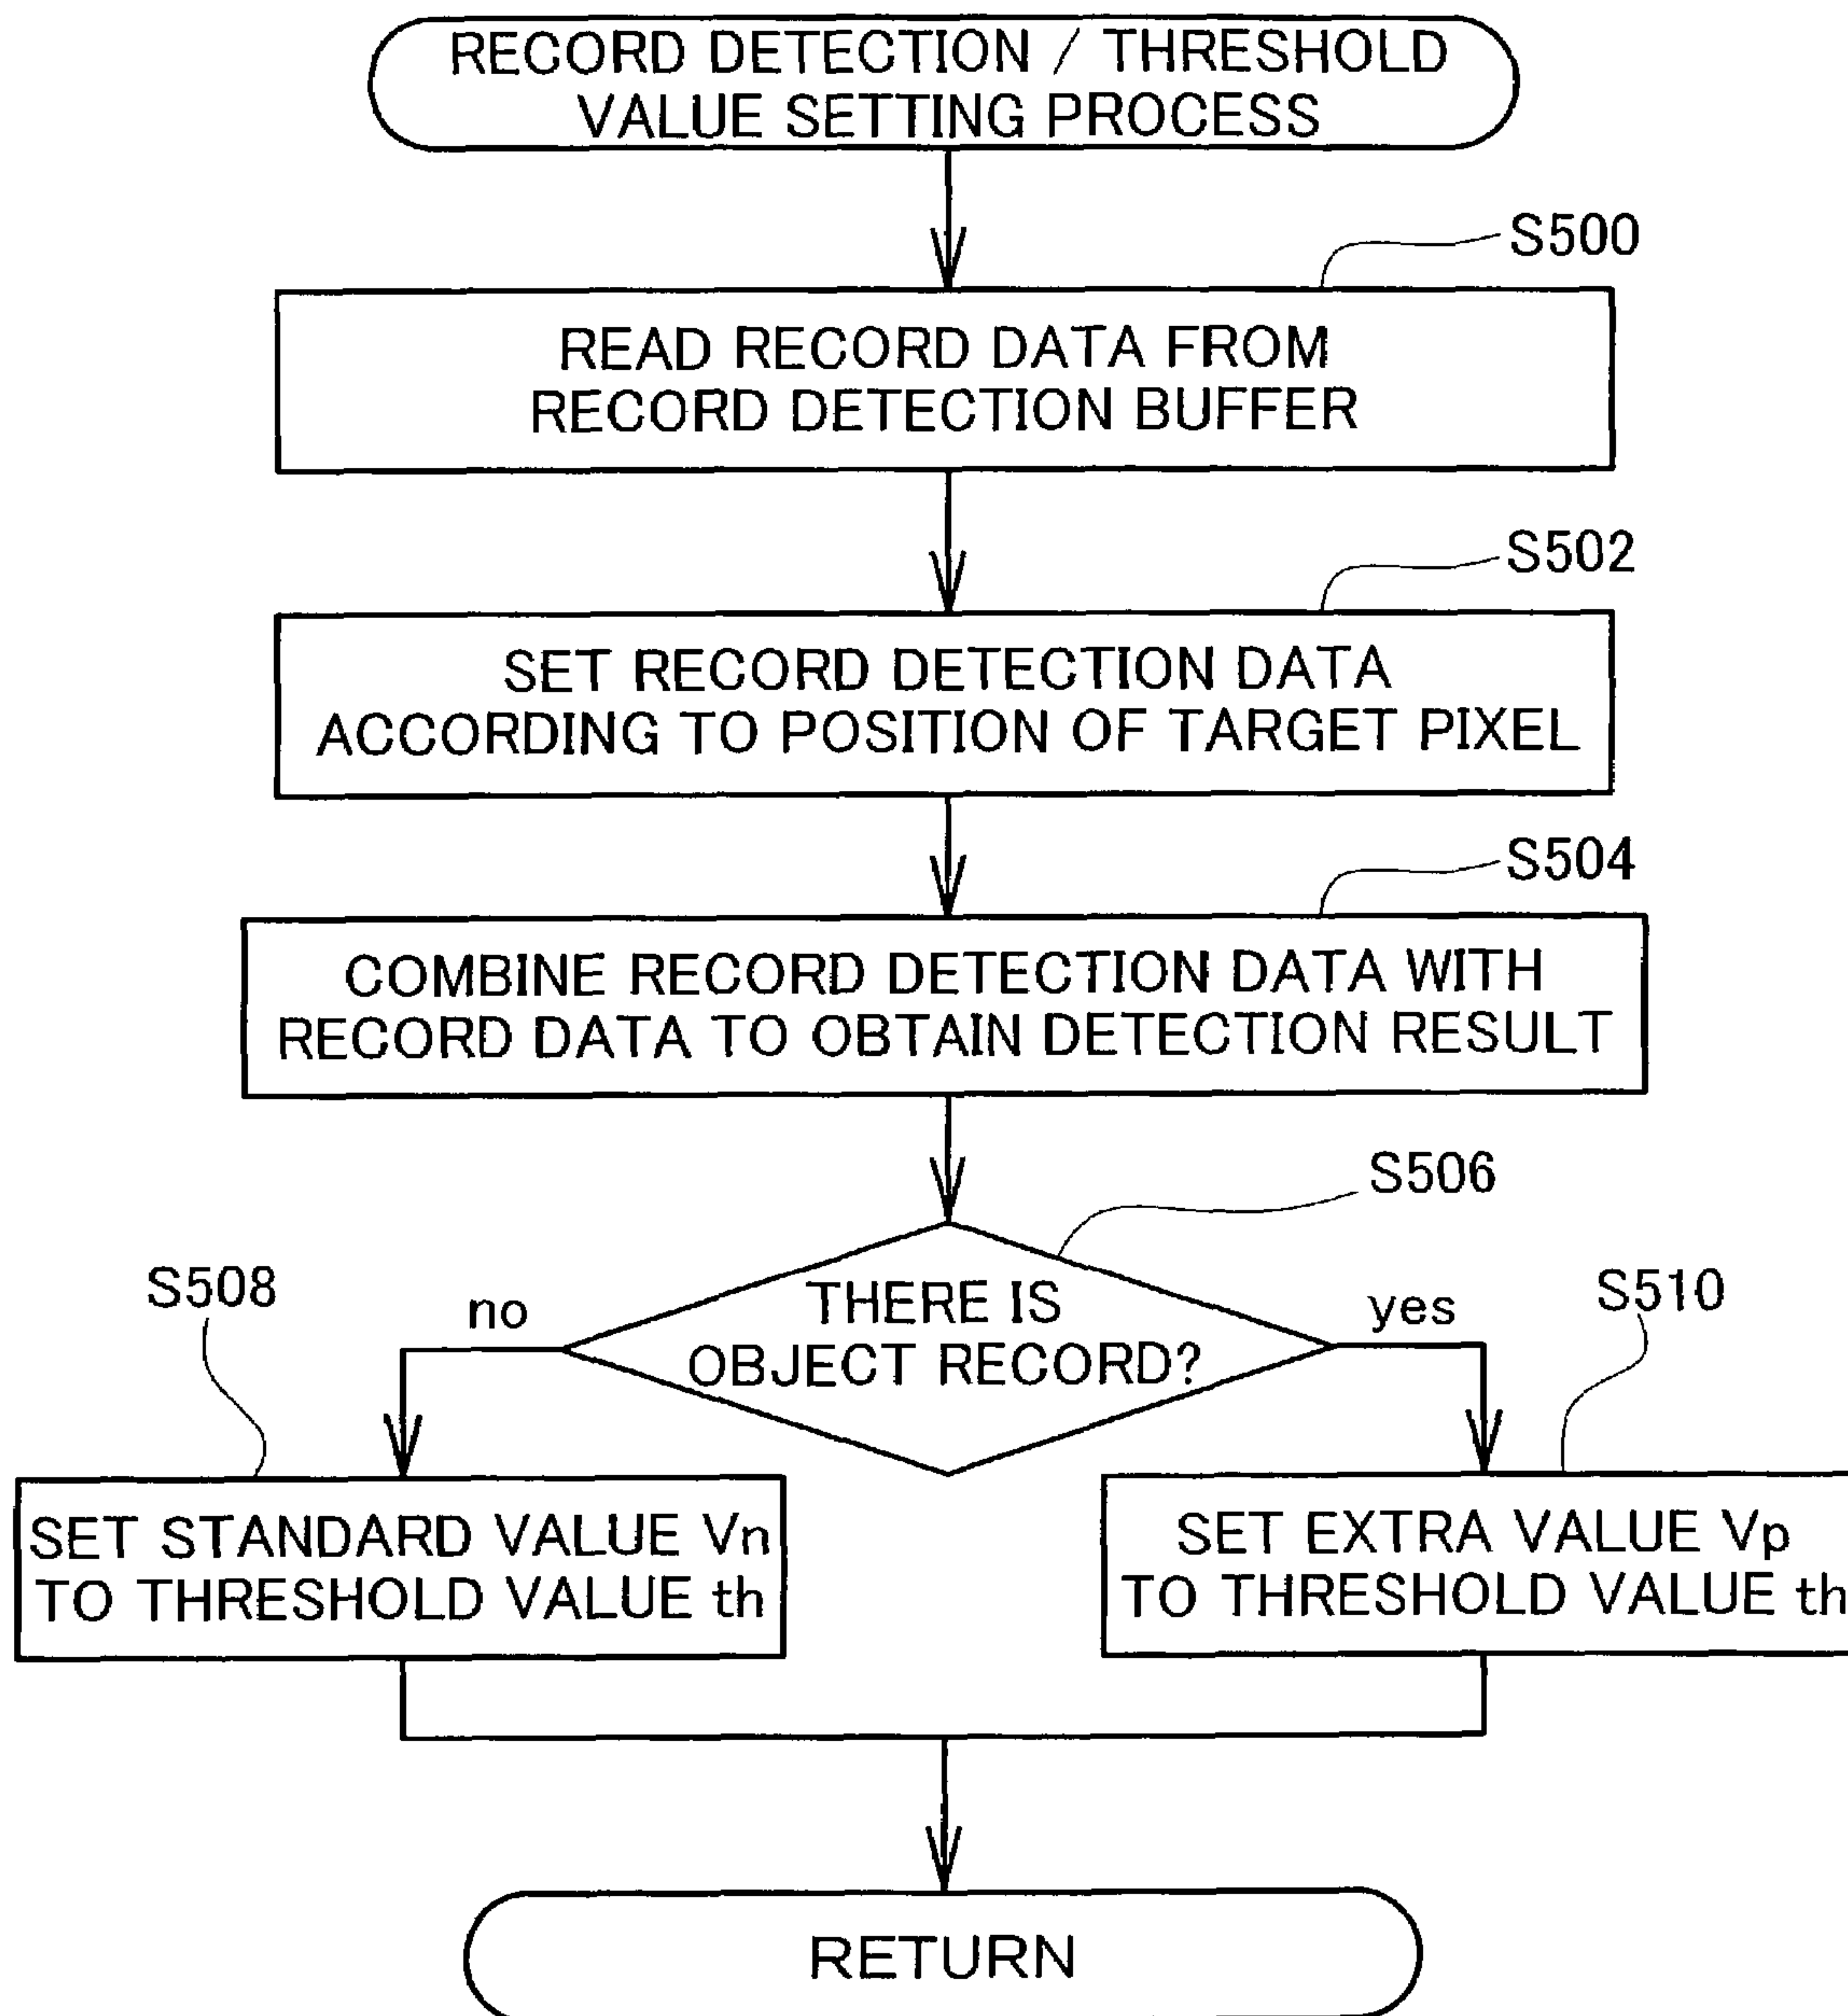 RECORD DETECTION / THRESHOLD
VALUE SETTING PROCESS
S500
READ RECORD DATA FROM
RECORD DETECTION BUFFER
S502
SET RECORD DETECTION DATA
ACCORDING TO POSITION OF TARGET PIXEL
S504
COMBINE RECORD DETECTION DATA WITH
RECORD DATA TO OBTAIN DETECTION RESULT
S506
THERE IS
OBJECT RECORD?
no
yes
S508
SET STANDARD VALUE Vn
TO THRESHOLD VALUE th
S510
SET EXTRA VALUE Vp
TO THRESHOLD VALUE th
RETURN